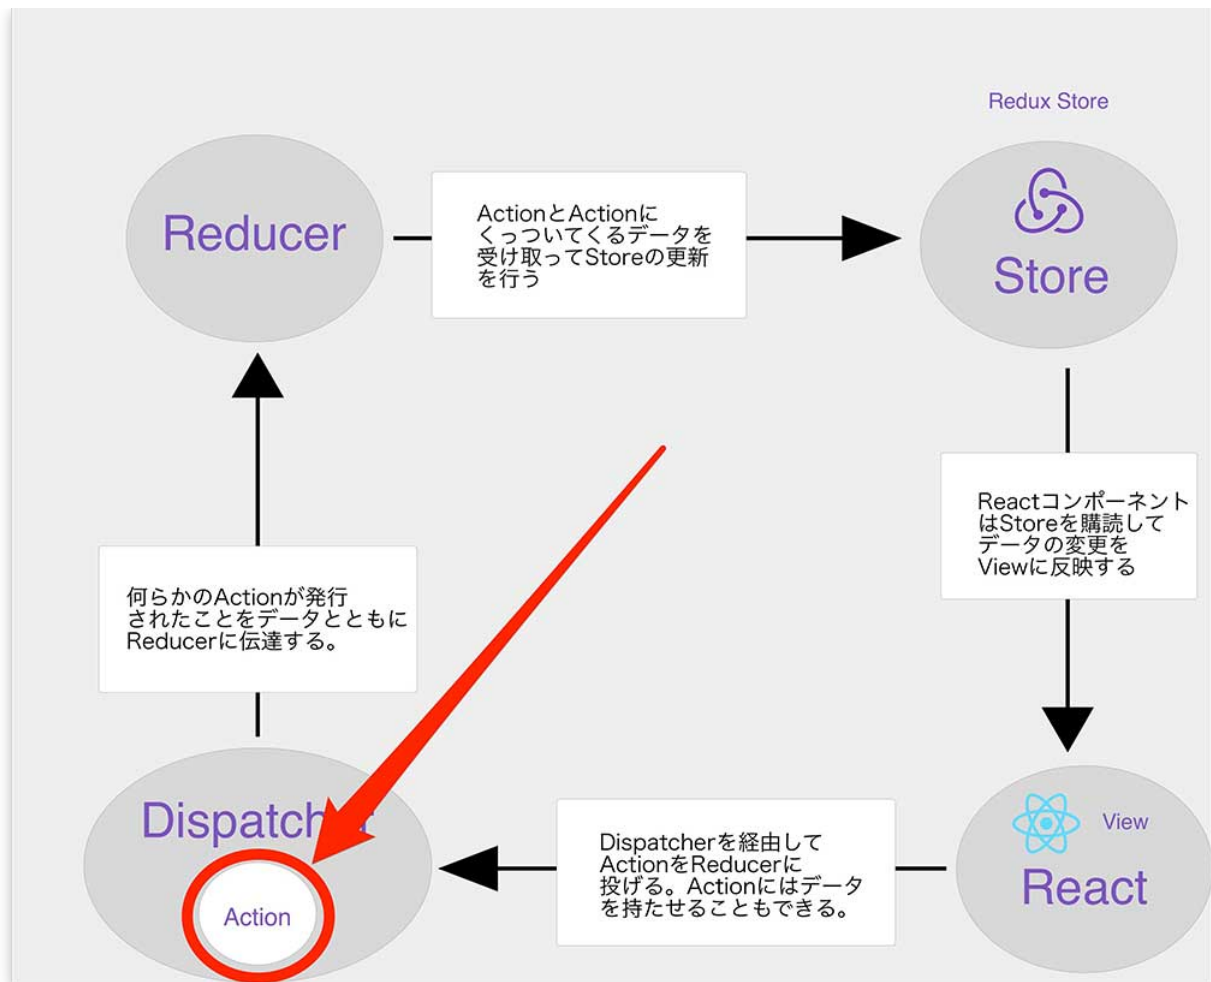 Redux Store
Reducer
ActionとActionに
くっついてくるデータを
受け取ってStoreの更新
を行う
Store
Reactコンポーネント
はStoreを購読して
データの変更を
Viewに反映する
何らかのActionが発行
されたことをデータとともに
Reducerに伝達する。
Dispatcher
Action
Dispatcherを経由して
ActionをReducerに
投げる。Actionにはデータ
を持たせることもできる。
View
React